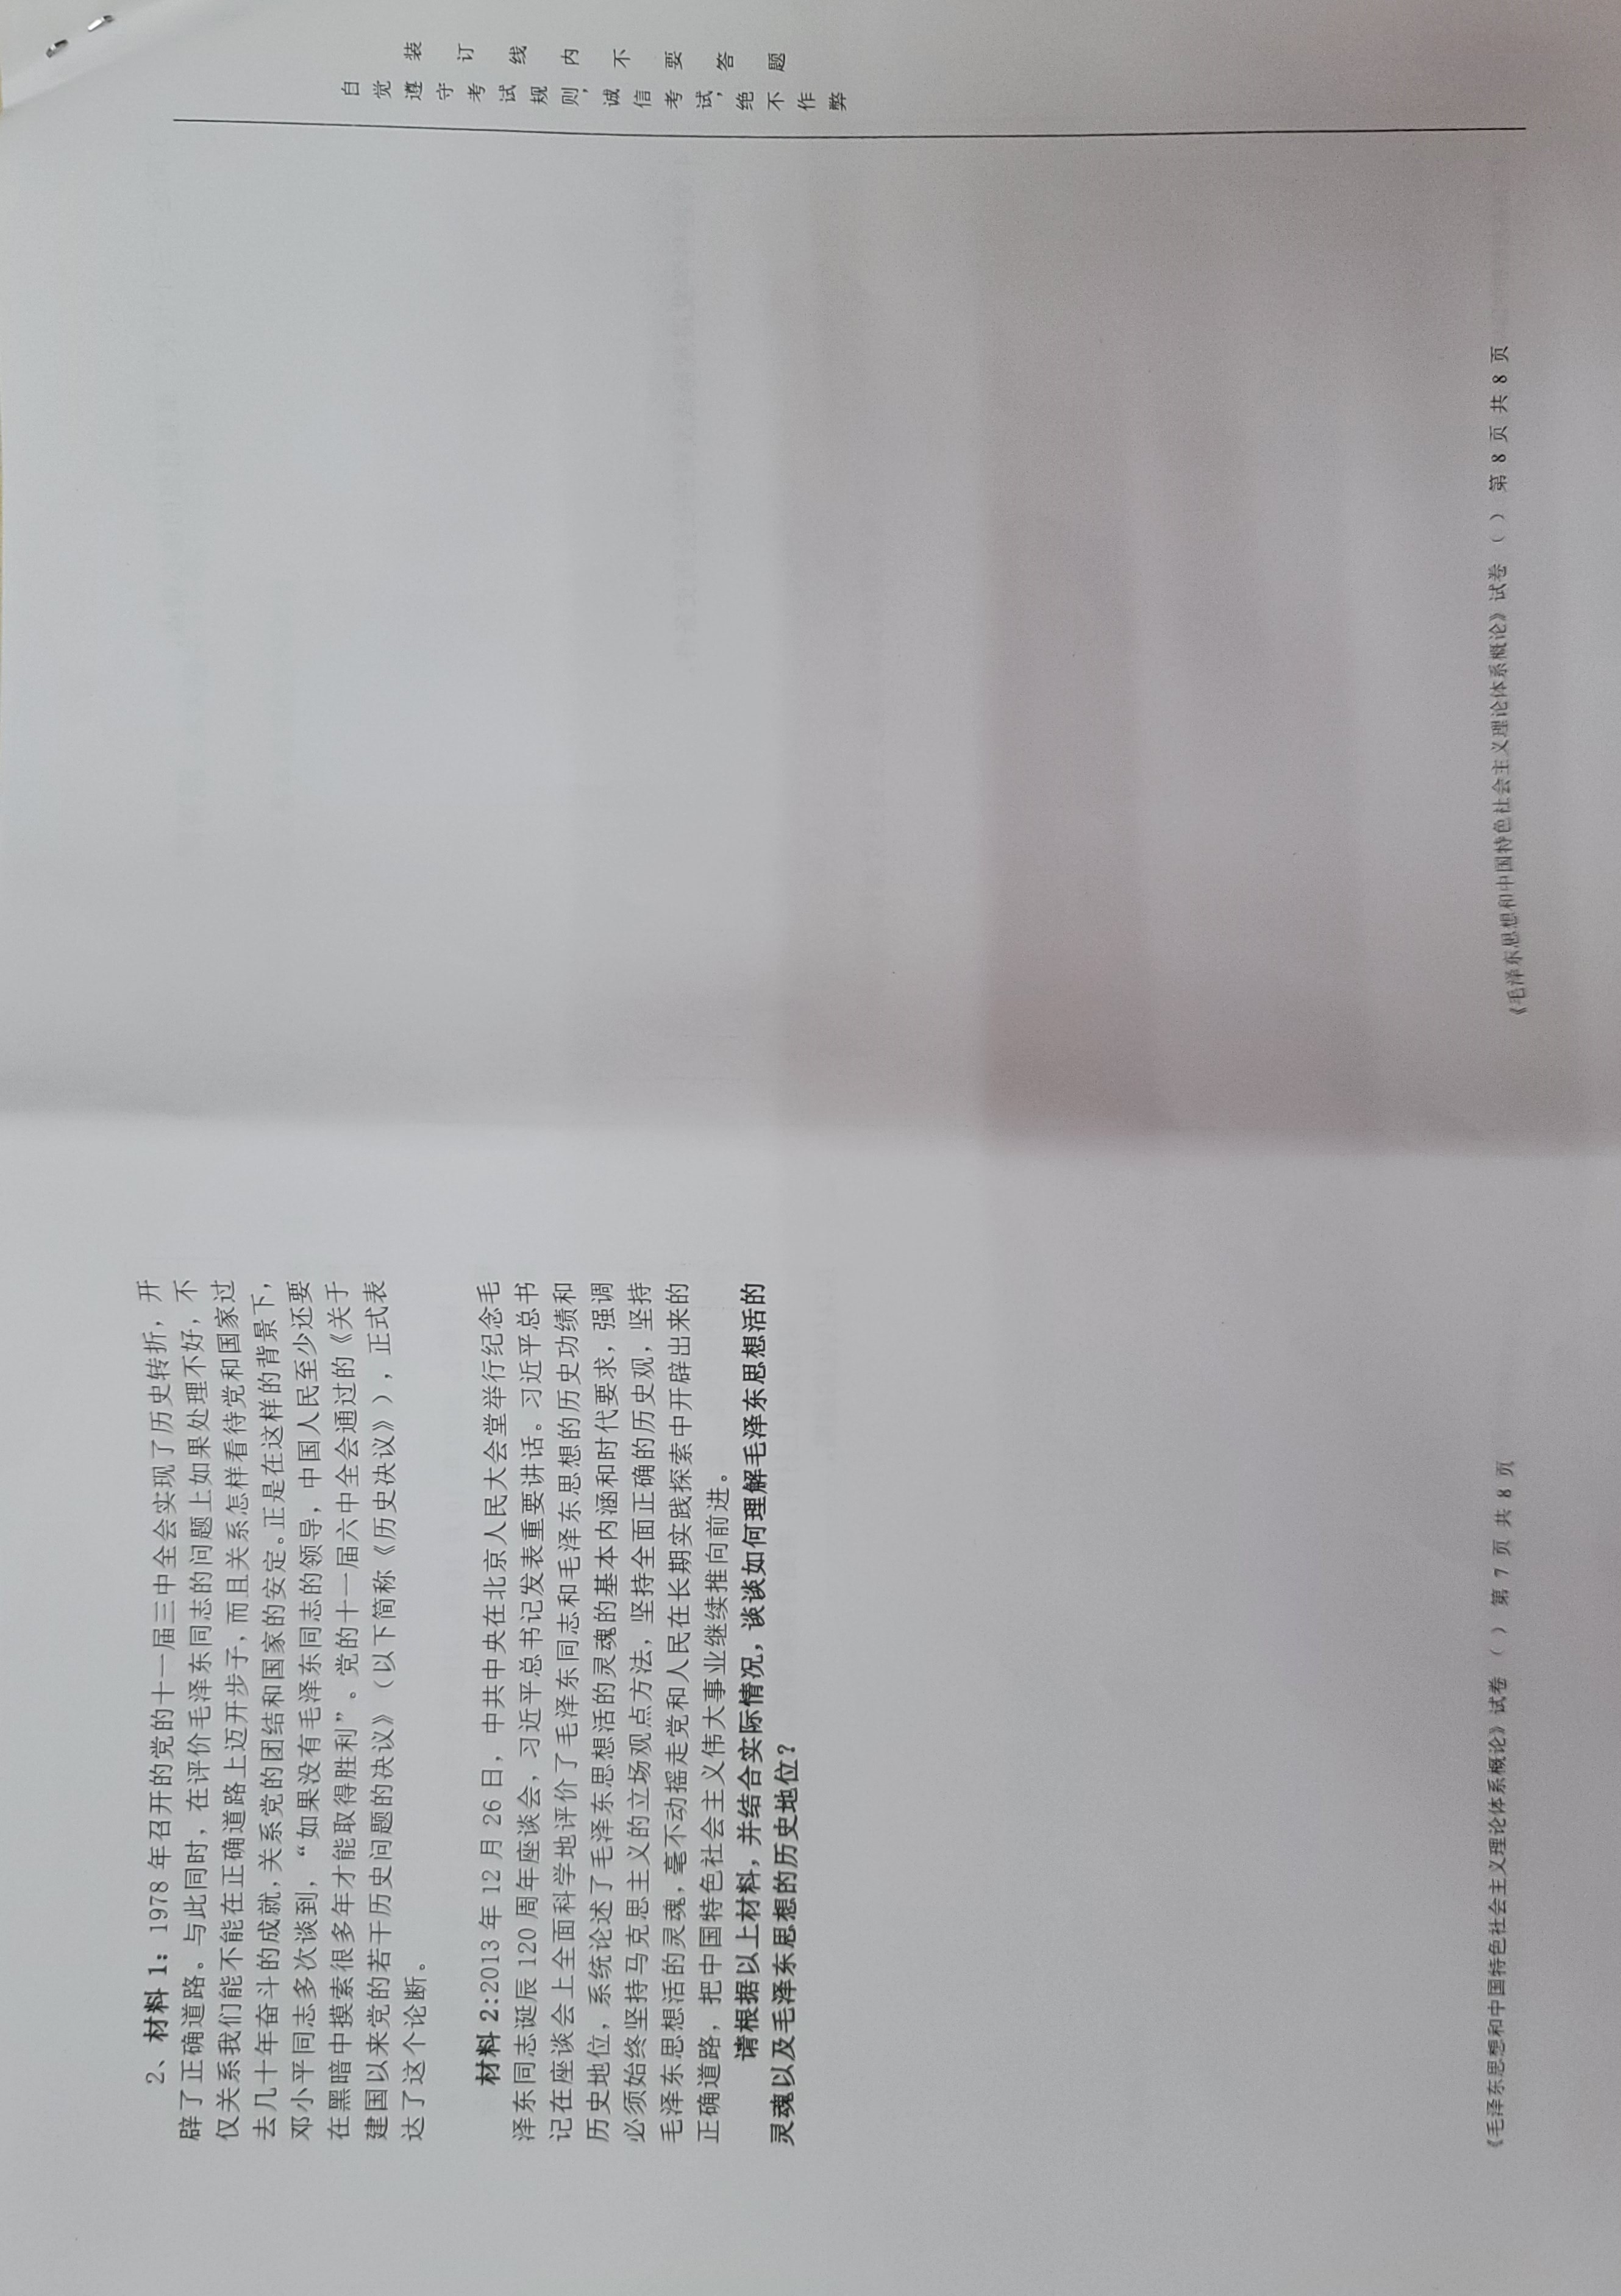 2、材料 1：1978 年召开的党的十一届三中全会实现了历史转折，开
辟了正确道路。与此同时，在评价毛泽东同志的问题上如果处理不好，不
仅关系我们能不能在正确道路上迈开步子，而且关系怎样看待党和国家过
去几十年奋斗的成就，关系党的团结和国家的安定。正是在这样的背景下，
邓小平同志多次谈到，“如果没有毛泽东同志的领导，中国人民至少还要
在黑暗中摸索很多年才能取得胜利”。党的十一届六中全会通过的《关于
建国以来党的若干历史问题的决议》（以下简称《历史决议》），正式表
达了这个论断。
材料 2:2013 年 12 月 26 日，中共中央在北京人民大会堂举行纪念毛
泽东同志诞辰 120 周年座谈会，习近平总书记发表重要讲话。习近平总书
记在座谈会上全面科学地评价了毛泽东同志和毛泽东思想的历史功绩和
历史地位，系统论述了毛泽东思想活的灵魂的基本内涵和时代要求，强调
必须始终坚持马克思主义的立场观点方法，坚持全面正确的历史观，坚持
毛泽东思想活的灵魂，毫不动摇走党和人民在长期实践探索中开辟出来的
正确道路，把中国特色社会主义伟大事业继续推向前进。
请根据以上材料，并结合实际情况，谈谈如何理解毛泽东思想活的
灵魂以及毛泽东思想的历史地位？
《毛泽东思想和中国特色社会主义理论体系概论》试卷（ ） 第 7 页 共 8 页
装订线内不要答题
自觉遵守考试规则，诚信考试，绝不作弊
《毛泽东思想和中国特色社会主义理论体系概论》试卷（ ） 第 8 页 共 8 页